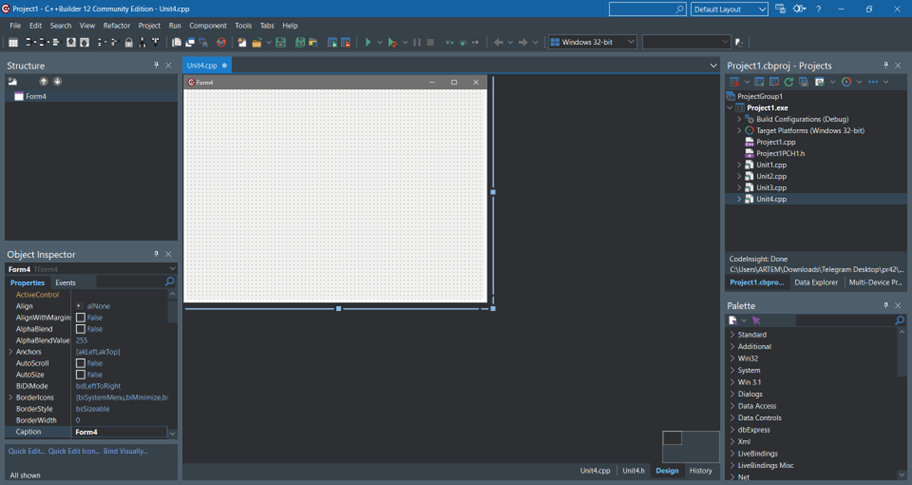 Project1 - C++Builder 12 Community Edition - Unit4.cpp
Default Layout
?
File Edit Search View Refactor Project Run Component Tools Tabs Help
Windows 32-bit
Structure
Form4
Unit4.cpp
Form4
Object Inspector
Form4 TForm4
Properties Events
ActiveControl
Align alNone
AlignWithMargin False
AlphaBlend False
AlphaBlendValue 255
Anchors [akLeft,akTop]
AutoScroll False
AutoSize False
BiDiMode bdLeftToRight
BorderIcons [biSystemMenu,biMinimize,bi
BorderStyle bsSizeable
BorderWidth 0
Caption Form4
Quick Edit... Quick Edit Icon... Bind Visually...
All shown
Unit4.cpp Unit4.h Design History
Project1.cbproj - Projects
ProjectGroup1
Project1.exe
Build Configurations (Debug)
Target Platforms (Windows 32-bit)
Project1.cpp
Project1PCH1.h
Unit1.cpp
Unit2.cpp
Unit3.cpp
Unit4.cpp
CodeInsight: Done
C:\Users\ARTEM\Downloads\Telegram Desktop\pr42\...
Project1.cbpro... Data Explorer Multi-Device Pr...
Palette
Standard
Additional
Win32
System
Win 3.1
Dialogs
Data Access
Data Controls
dbExpress
Xml
LiveBindings
LiveBindings Misc
Net